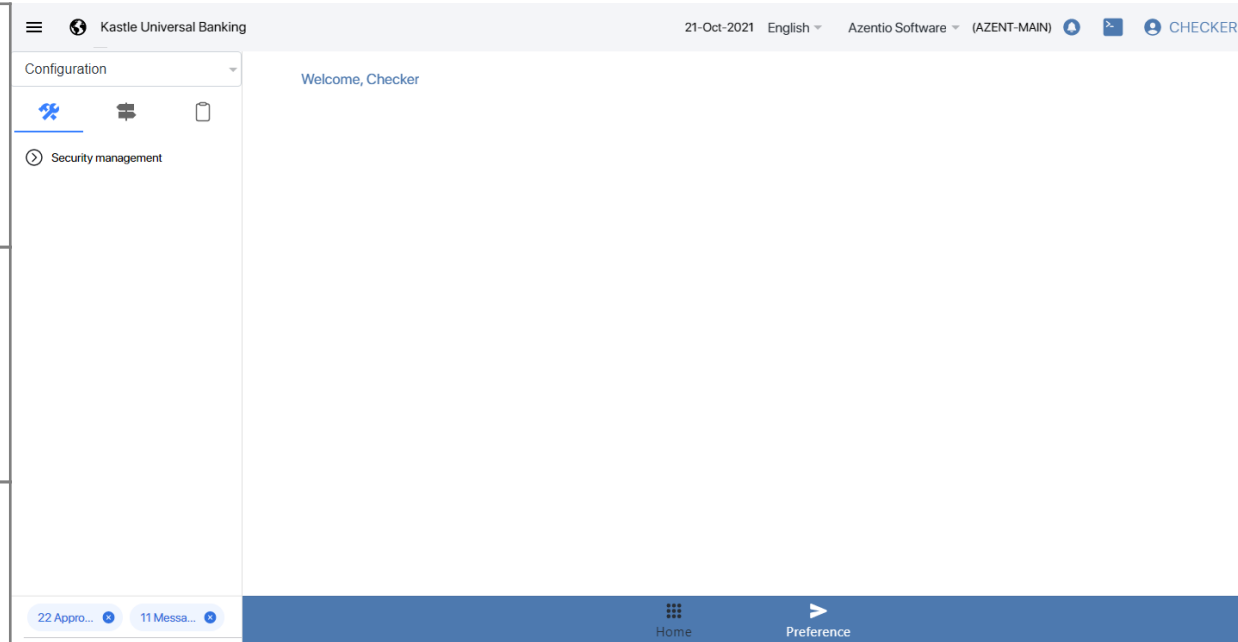 Kastle Universal Banking 21-Oct-2021 English Azentio Software (AZENT-MAIN) CHECKER
Configuration
Welcome, Checker
Security management
22 Appro... 11 Messa...
Home Preference